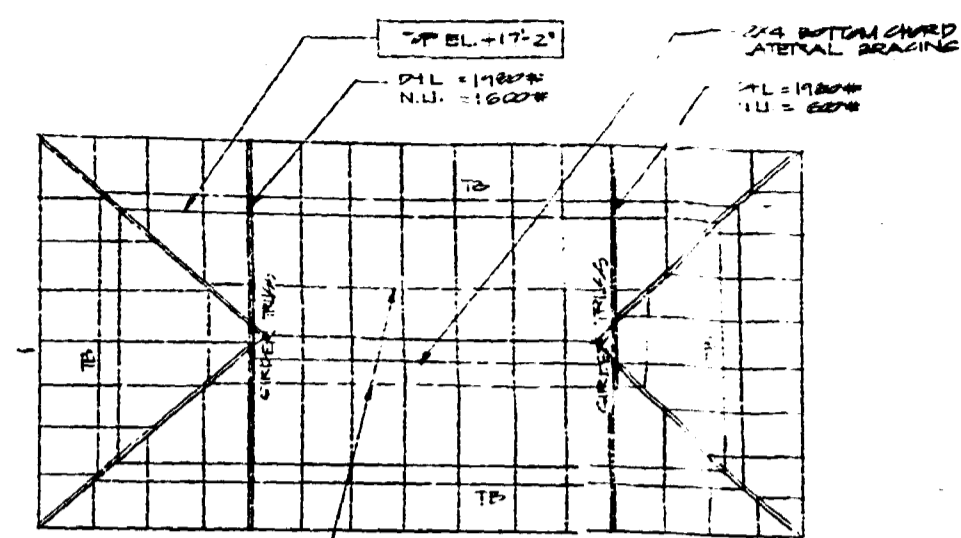 EL. +17'-2"
2X4 BOTTOM CHORD
LATERAL BRACING
D+L = 1980#
N.U. = 1600#
+L = 1980#
= 600#
TB
GIRDER TRUSS
GIRDER TRUSS
TB
TB